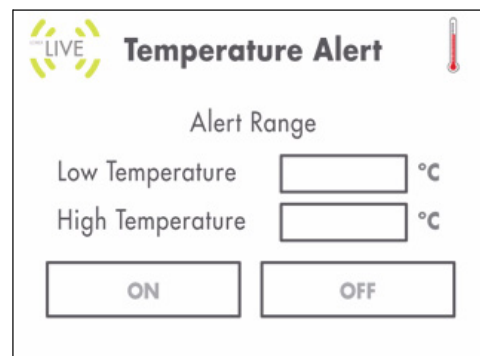 LIVE
Temperature Alert
Alert Range
Low Temperature °C
High Temperature °C
ON OFF